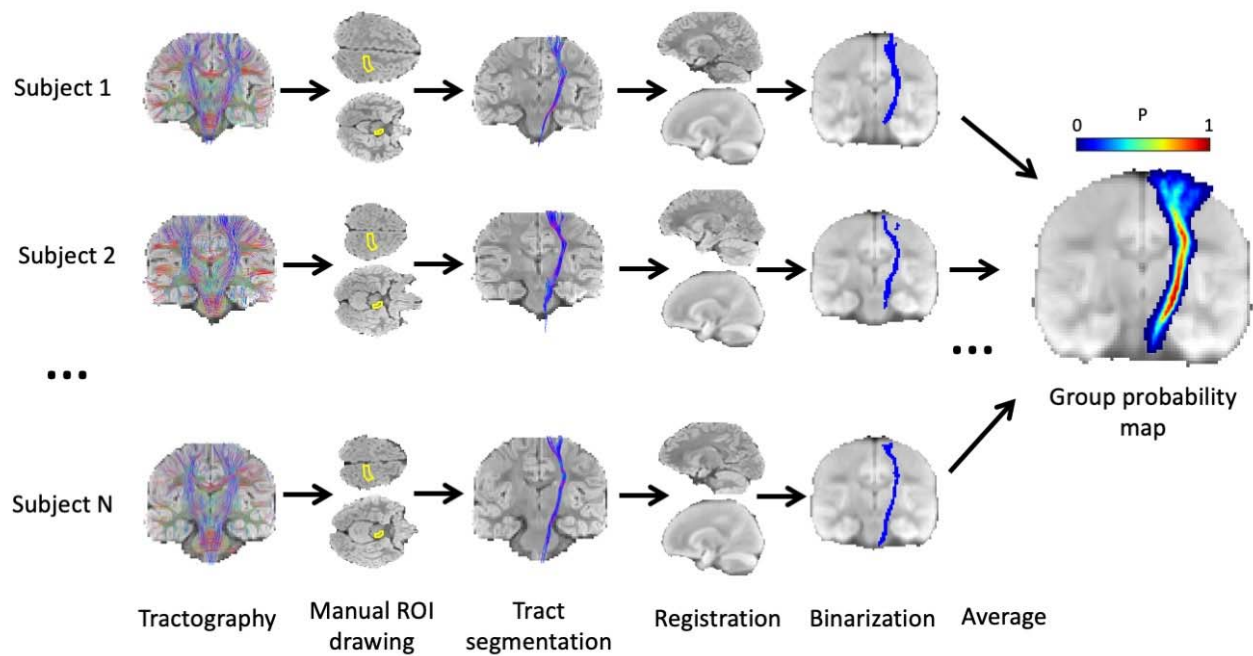 Subject 1
P
0 1
Subject 2
...
...
Group probability
map
Subject N
Tractography
Manual ROI
drawing
Tract
segmentation
Registration
Binarization
Average